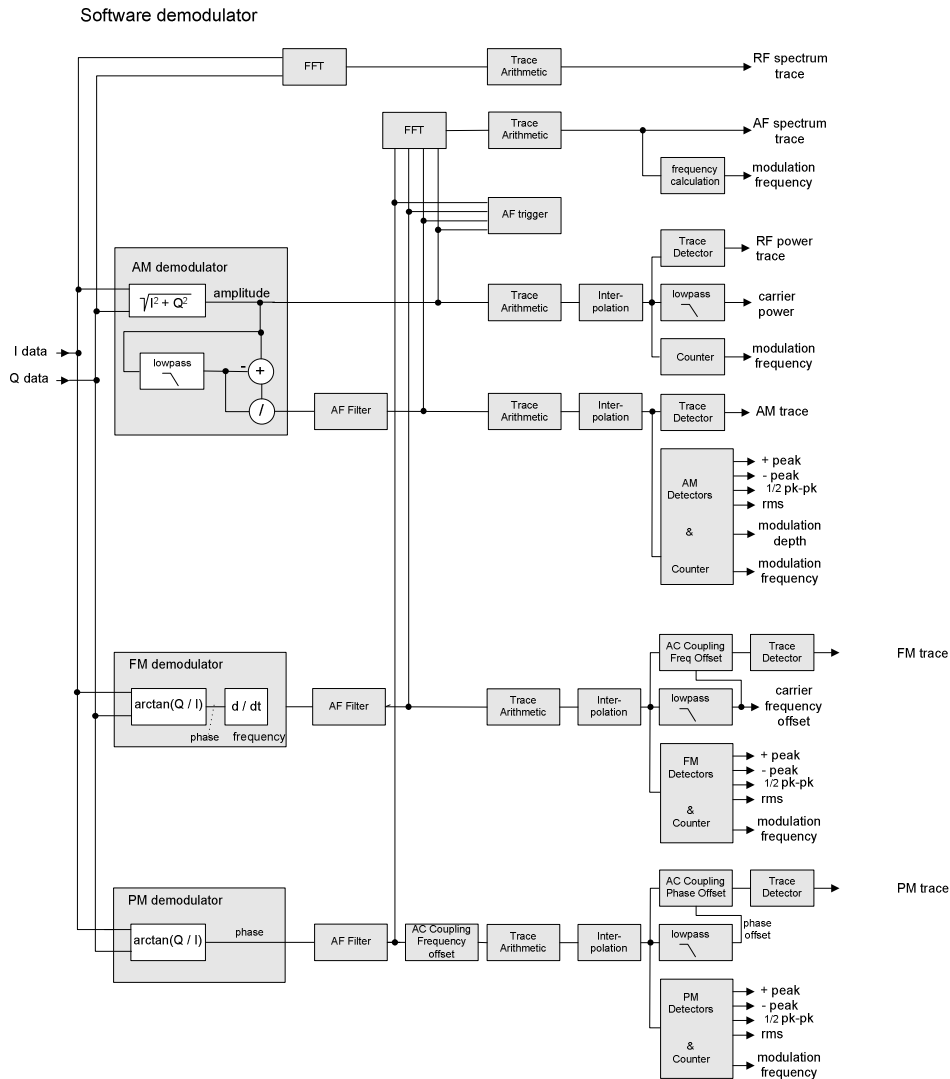 Software demodulator
FFT
Trace
Arithmetic
RF spectrum
trace
FFT
Trace
Arithmetic
AF spectrum
trace
frequency
calculation
modulation
frequency
AF trigger
Trace
Detector
RF power
trace
AM demodulator
√I² + Q²
amplitude
Trace
Arithmetic
Inter-
polation
lowpass
carrier
power
I data
Q data
lowpass
-
+
Counter
modulation
frequency
/
AF Filter
Trace
Arithmetic
Inter-
polation
Trace
Detector
AM trace
AM
Detectors
&
Counter
+ peak
- peak
1/2 pk-pk
rms
modulation
depth
modulation
frequency
FM demodulator
arctan(Q / I)
d / dt
phase
frequency
AF Filter
Trace
Arithmetic
Inter-
polation
AC Coupling
Freq Offset
Trace
Detector
FM trace
lowpass
carrier
frequency
offset
FM
Detectors
&
Counter
+ peak
- peak
1/2 pk-pk
rms
modulation
frequency
PM demodulator
arctan(Q / I)
phase
AF Filter
AC Coupling
Frequency
offset
Trace
Arithmetic
Inter-
polation
AC Coupling
Phase Offset
Trace
Detector
PM trace
lowpass
phase
offset
PM
Detectors
&
Counter
+ peak
- peak
1/2 pk-pk
rms
modulation
frequency